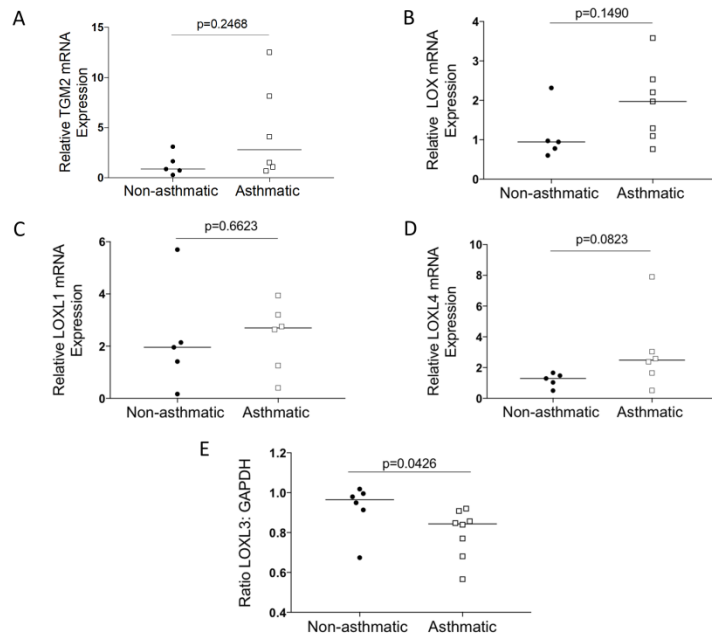 A
p=0.2468
Relative TGM2 mRNA
Expression
15
10
5
0
Non-asthmatic
Asthmatic
B
p=0.1490
Relative LOX mRNA
Expression
4
3
2
1
0
Non-asthmatic
Asthmatic
C
p=0.6623
Relative LOXL1 mRNA
Expression
6
4
2
0
Non-asthmatic
Asthmatic
D
p=0.0823
Relative LOXL4 mRNA
Expression
10
8
6
4
2
0
Non-asthmatic
Asthmatic
E
p=0.0426
Ratio LOXL3: GAPDH
1.2
1.0
0.8
0.6
0.4
Non-asthmatic
Asthmatic